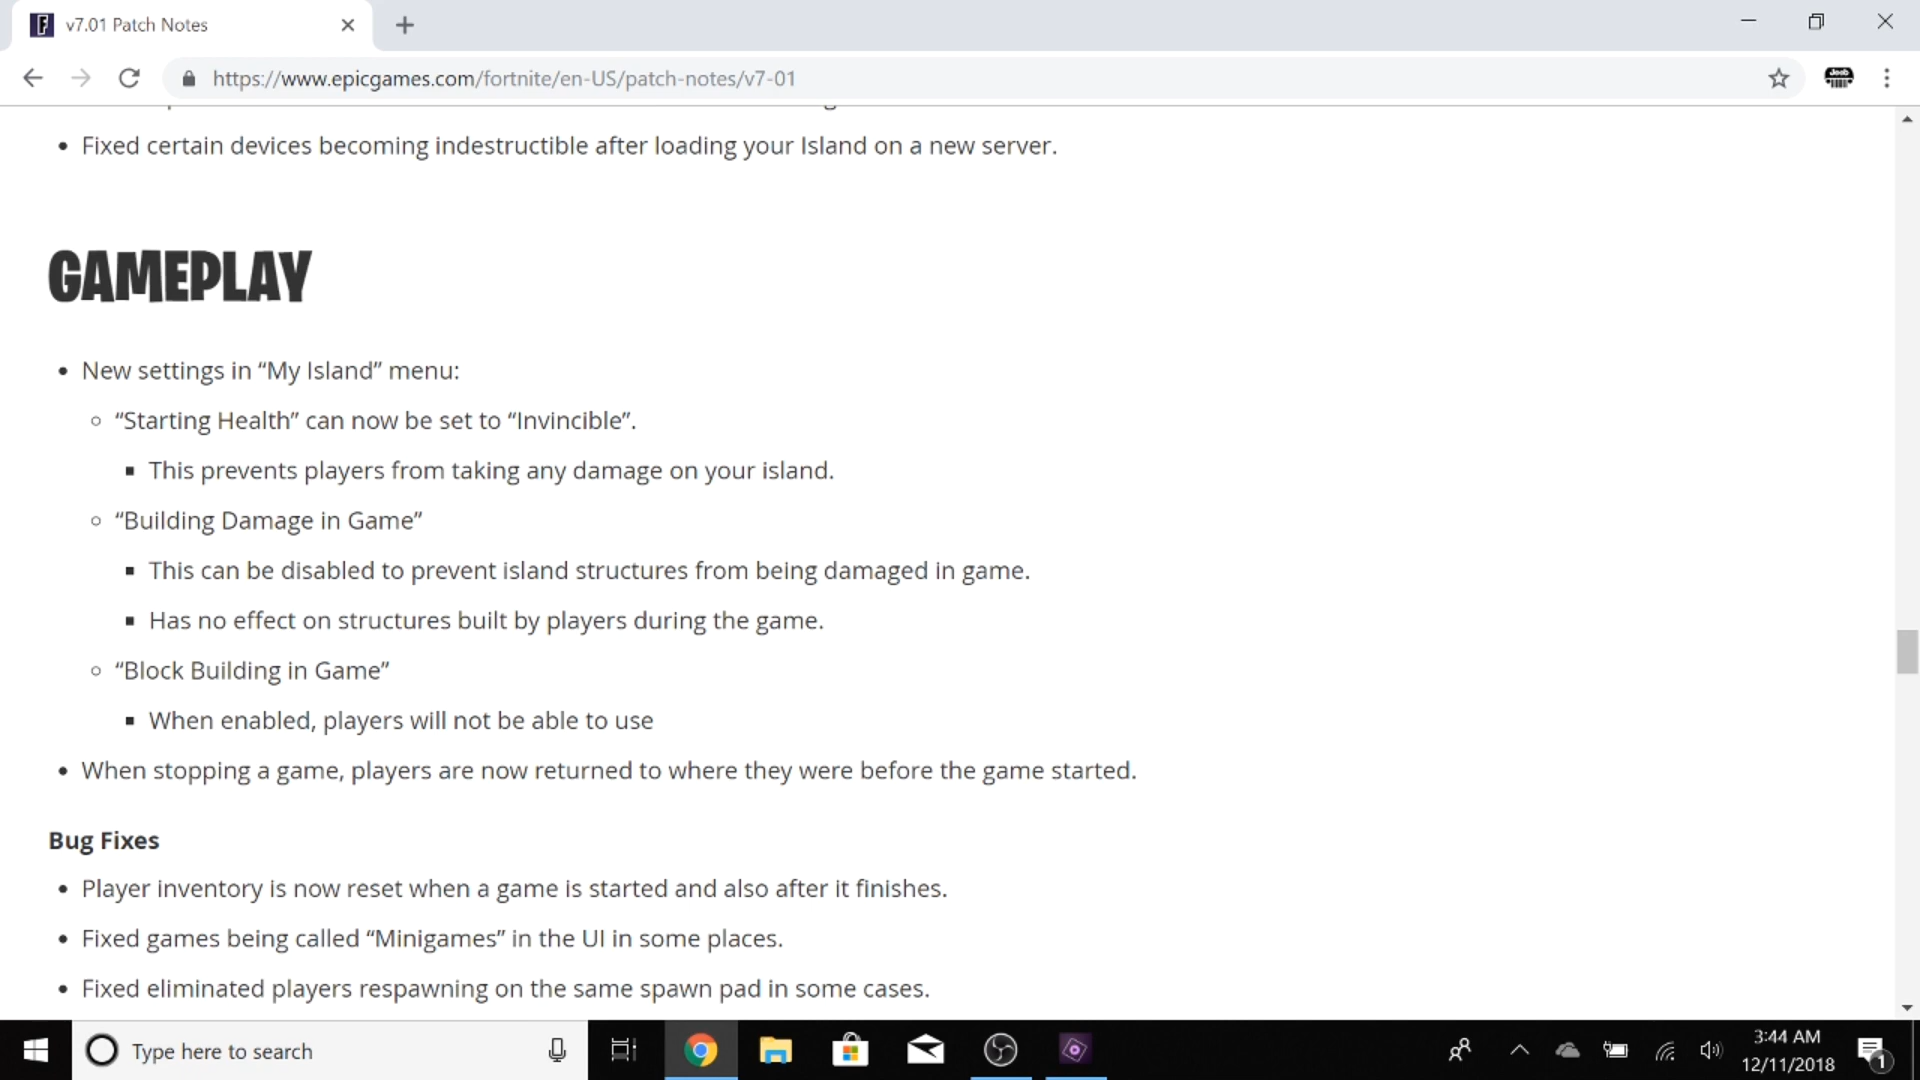 v7.01 Patch Notes
https://www.epicgames.com/fortnite/en-US/patch-notes/v7-01
• Fixed certain devices becoming indestructible after loading your Island on a new server.
GAMEPLAY
• New settings in “My Island” menu:
○ “Starting Health” can now be set to “Invincible”.
▪ This prevents players from taking any damage on your island.
○ “Building Damage in Game”
▪ This can be disabled to prevent island structures from being damaged in game.
▪ Has no effect on structures built by players during the game.
○ “Block Building in Game”
▪ When enabled, players will not be able to use
• When stopping a game, players are now returned to where they were before the game started.
Bug Fixes
• Player inventory is now reset when a game is started and also after it finishes.
• Fixed games being called “Minigames” in the UI in some places.
• Fixed eliminated players respawning on the same spawn pad in some cases.
Type here to search
3:44 AM
12/11/2018
1